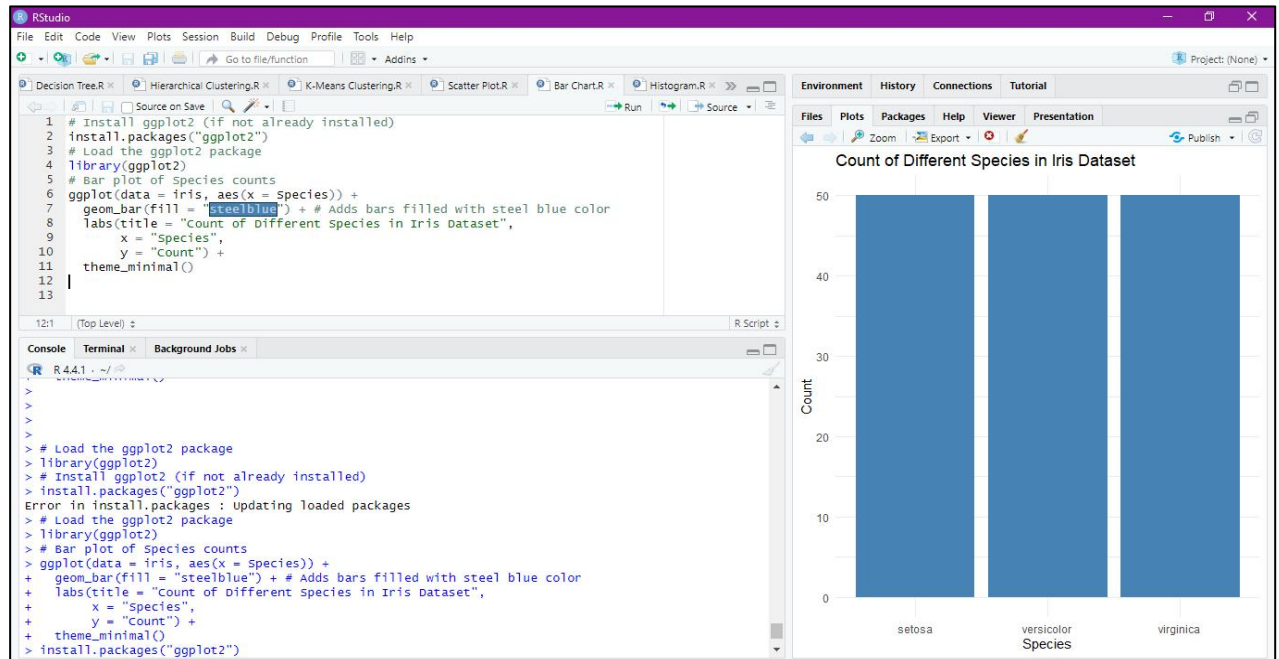 RStudio
File Edit Code View Plots Session Build Debug Profile Tools Help
Go to file/function Addins Project: (None)
Decision Tree.R Hierarchical Clustering.R K-Means Clustering.R Scatter Plot.R Bar Chart.R Histogram.R
Source on Save Run Source
1 # Install ggplot2 (if not already installed)
2 install.packages("ggplot2")
3 # Load the ggplot2 package
4 library(ggplot2)
5 # Bar plot of Species counts
6 ggplot(data = iris, aes(x = Species)) +
7 geom_bar(fill = "steelblue") + # Adds bars filled with steel blue color
8 labs(title = "Count of Different Species in Iris Dataset",
9 x = "Species",
10 y = "Count") +
11 theme_minimal()
12
13
12:1 (Top Level) R Script
Console Terminal Background Jobs
R 4.4.1 · ~/
+ theme_minimal()
>
>
>
>
> # Load the ggplot2 package
> library(ggplot2)
> # Install ggplot2 (if not already installed)
> install.packages("ggplot2")
Error in install.packages : Updating loaded packages
> # Load the ggplot2 package
> library(ggplot2)
> # Bar plot of Species counts
> ggplot(data = iris, aes(x = Species)) +
+ geom_bar(fill = "steelblue") + # Adds bars filled with steel blue color
+ labs(title = "Count of Different Species in Iris Dataset",
+ x = "Species",
+ y = "Count") +
+ theme_minimal()
> install.packages("ggplot2")
Environment History Connections Tutorial
Files Plots Packages Help Viewer Presentation
Zoom Export Publish
Count of Different Species in Iris Dataset
50
40
30
20
10
0
Count
setosa versicolor virginica
Species